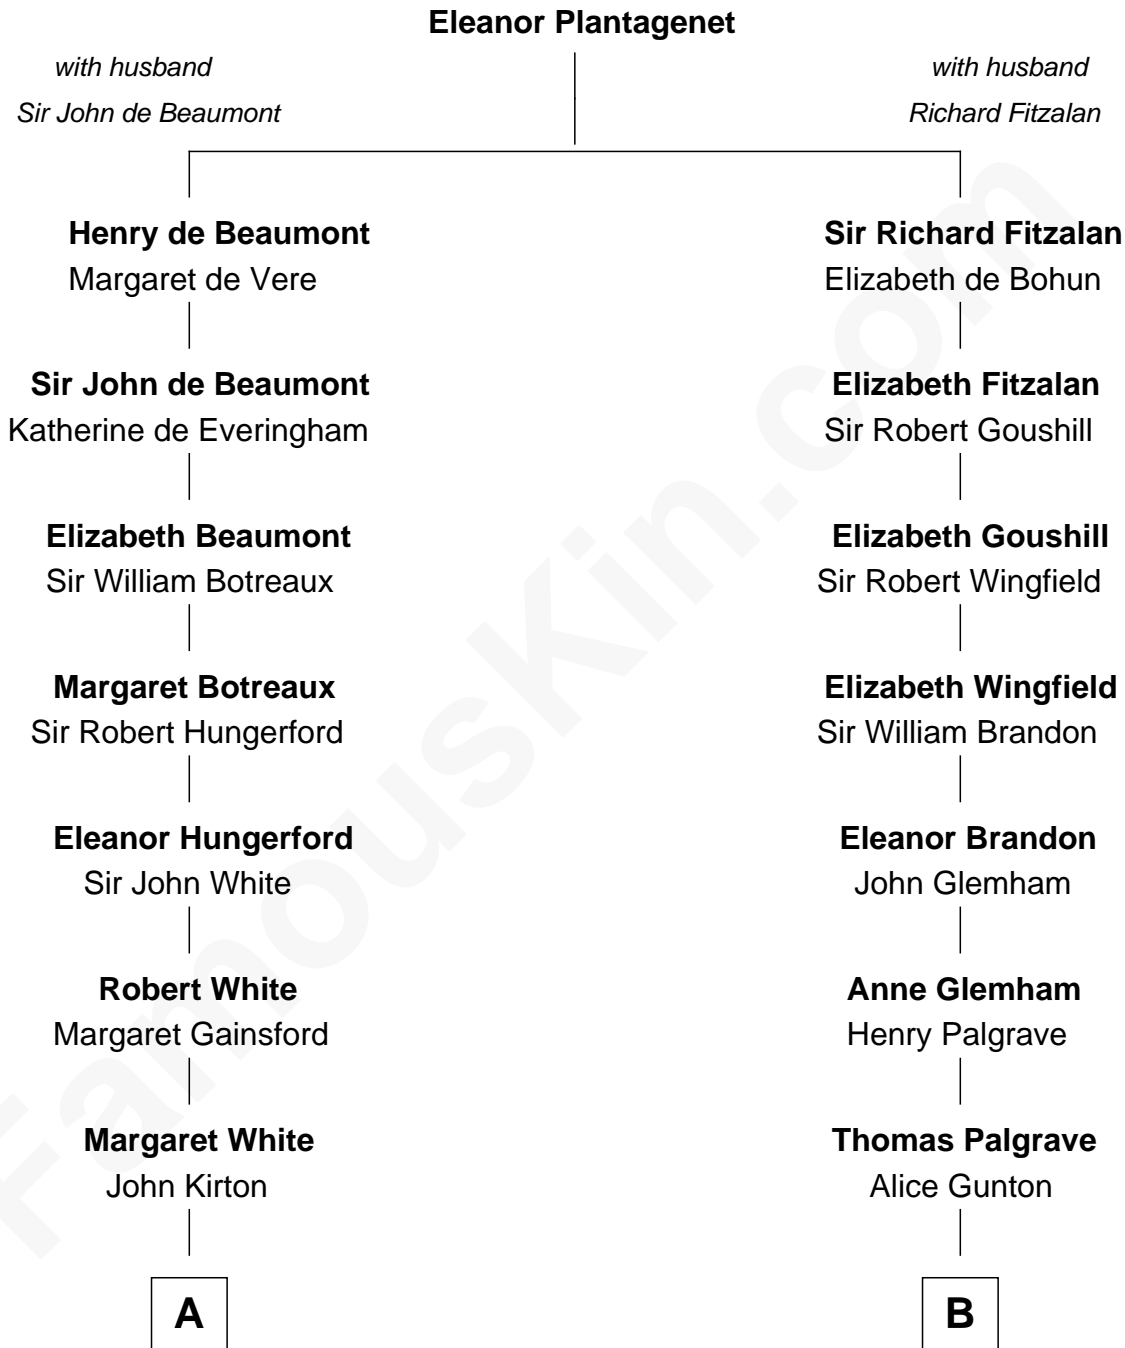 Eleanor Plantagenet
with husband
Sir John de Beaumont
with husband
Richard Fitzalan
Henry de Beaumont
Margaret de Vere
Sir Richard Fitzalan
Elizabeth de Bohun
Sir John de Beaumont
Katherine de Everingham
Elizabeth Fitzalan
Sir Robert Goushill
Elizabeth Beaumont
Sir William Botreaux
Elizabeth Goushill
Sir Robert Wingfield
Margaret Botreaux
Sir Robert Hungerford
Elizabeth Wingfield
Sir William Brandon
Eleanor Hungerford
Sir John White
Eleanor Brandon
John Glemham
Robert White
Margaret Gainsford
Anne Glemham
Henry Palgrave
Margaret White
John Kirton
Thomas Palgrave
Alice Gunton
A
B
FamousKin.com